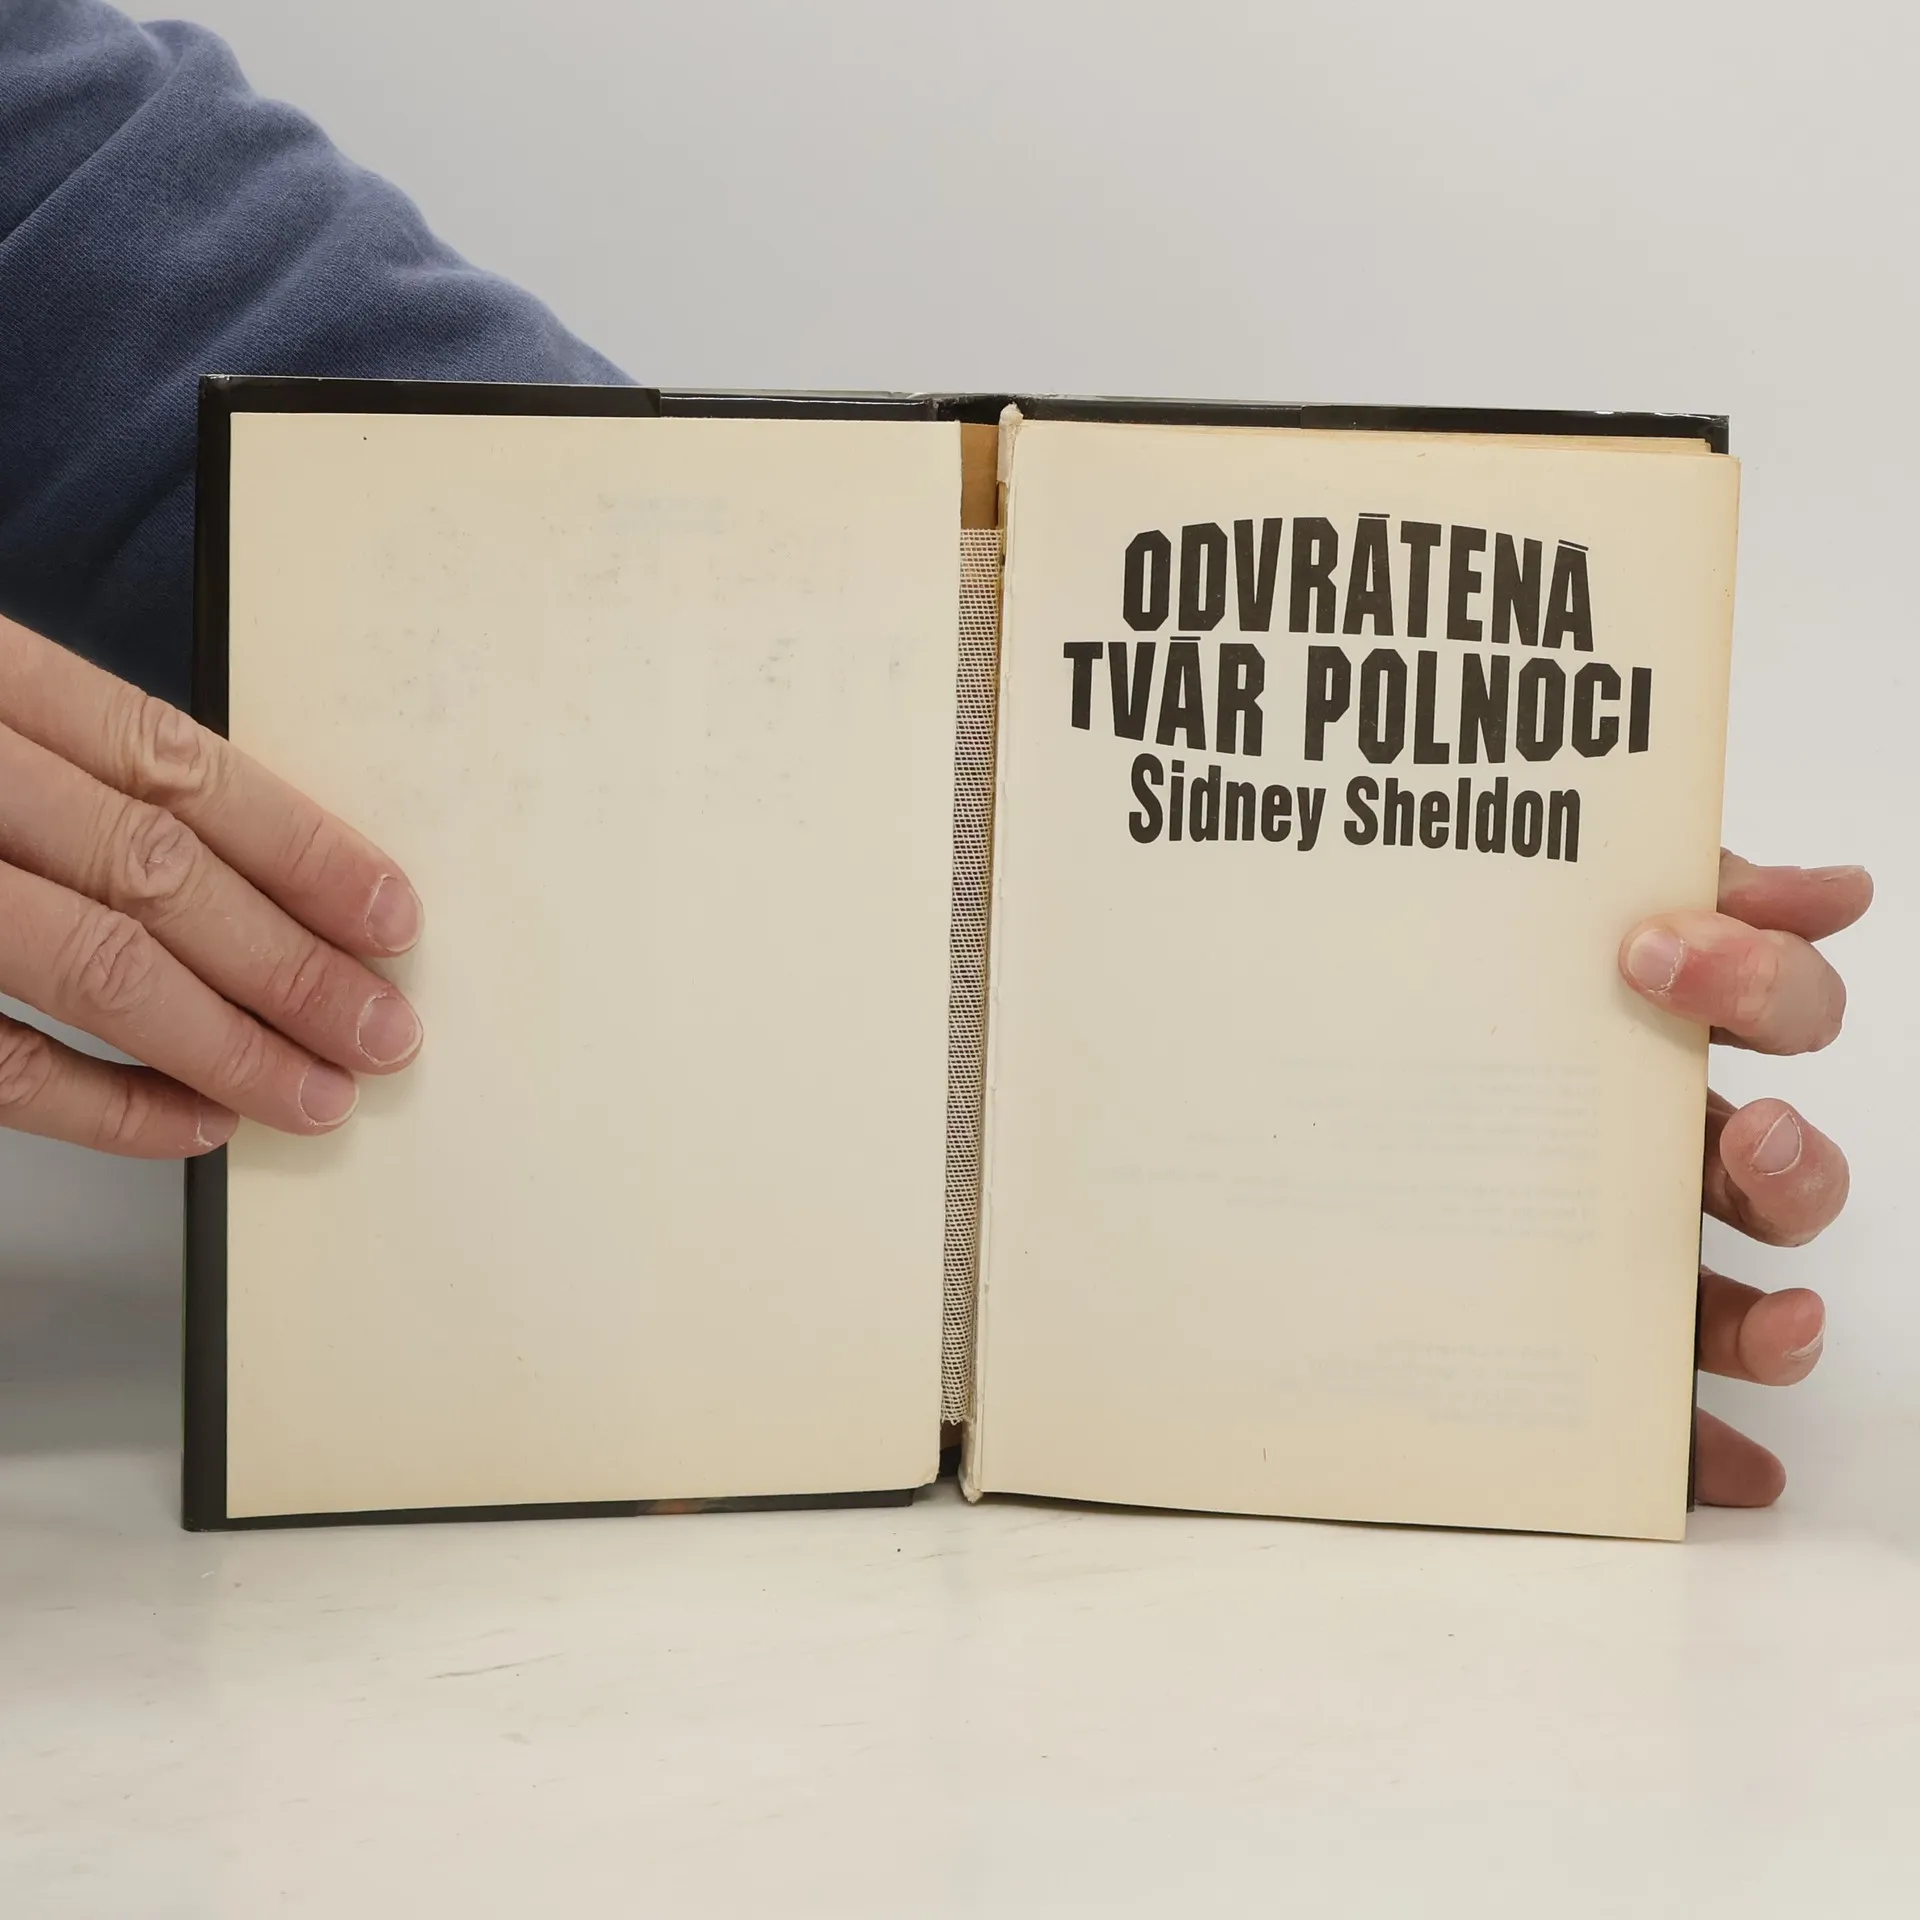 ODVRÁTENÁ
TVÁR POLNOCI
Sidney Sheldon